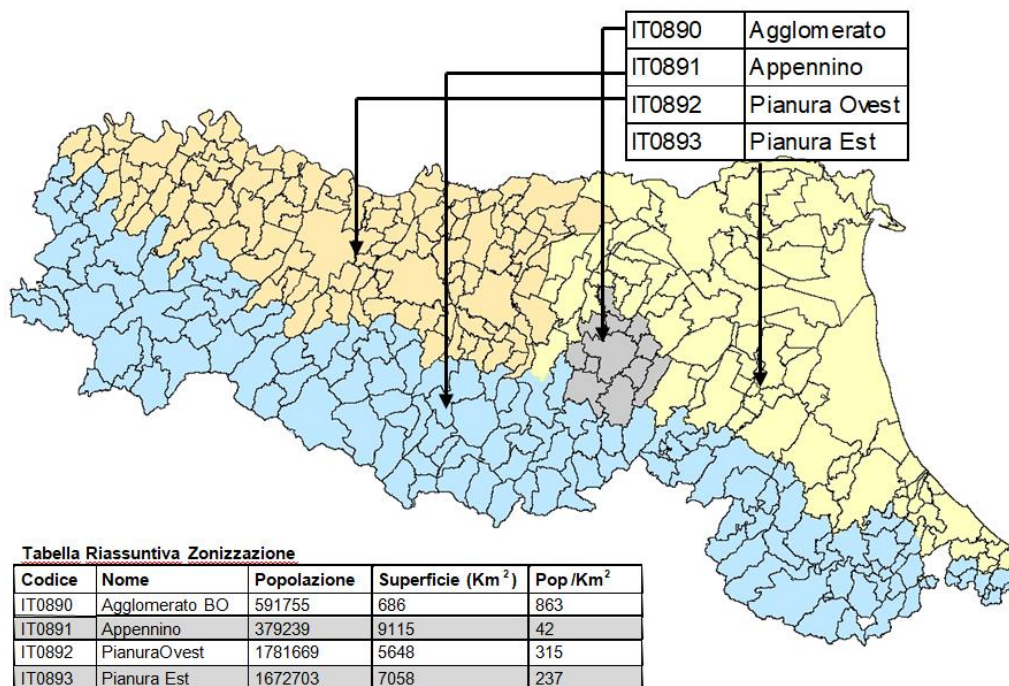 IT0890 Agglomerato
IT0891 Appennino
IT0892 Pianura Ovest
IT0893 Pianura Est
Tabella Riassuntiva Zonizzazione
Codice Nome Popolazione Superficie (Km²) Pop/Km²
IT0890 Agglomerato BO 591755 686 863
IT0891 Appennino 379239 9115 42
IT0892 PianuraOvest 1781669 5648 315
IT0893 Pianura Est 1672703 7058 237